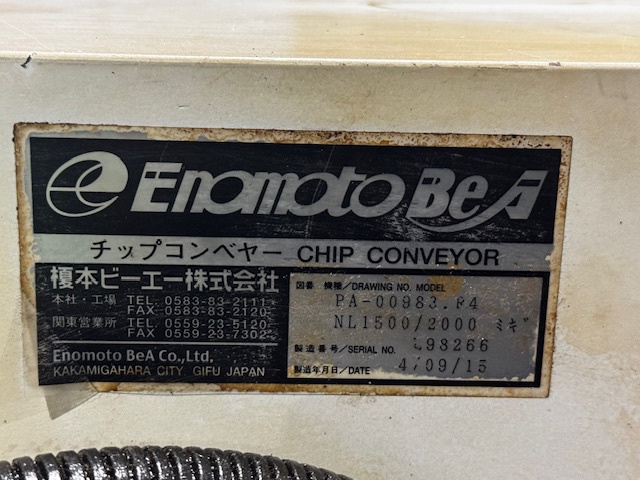 e Enomoto BeA
チップコンベヤー CHIP CONVEYOR
榎本ビーエー株式会社
本社・工場 TEL. 0583-83-2111
FAX 0583-83-2120
関東営業所 TEL. 0559-23-5120
FAX 0559-23-7302
Enomoto BeA Co., Ltd.
KAKAMIGAHARA CITY, GIFU JAPAN
図番 機種/DRAWING NO. MODEL
PA-00983.F4
NL1500/2000 ミギ
製造番号/SERIAL NO. 98266
製造年月日/DATE 4/09/15